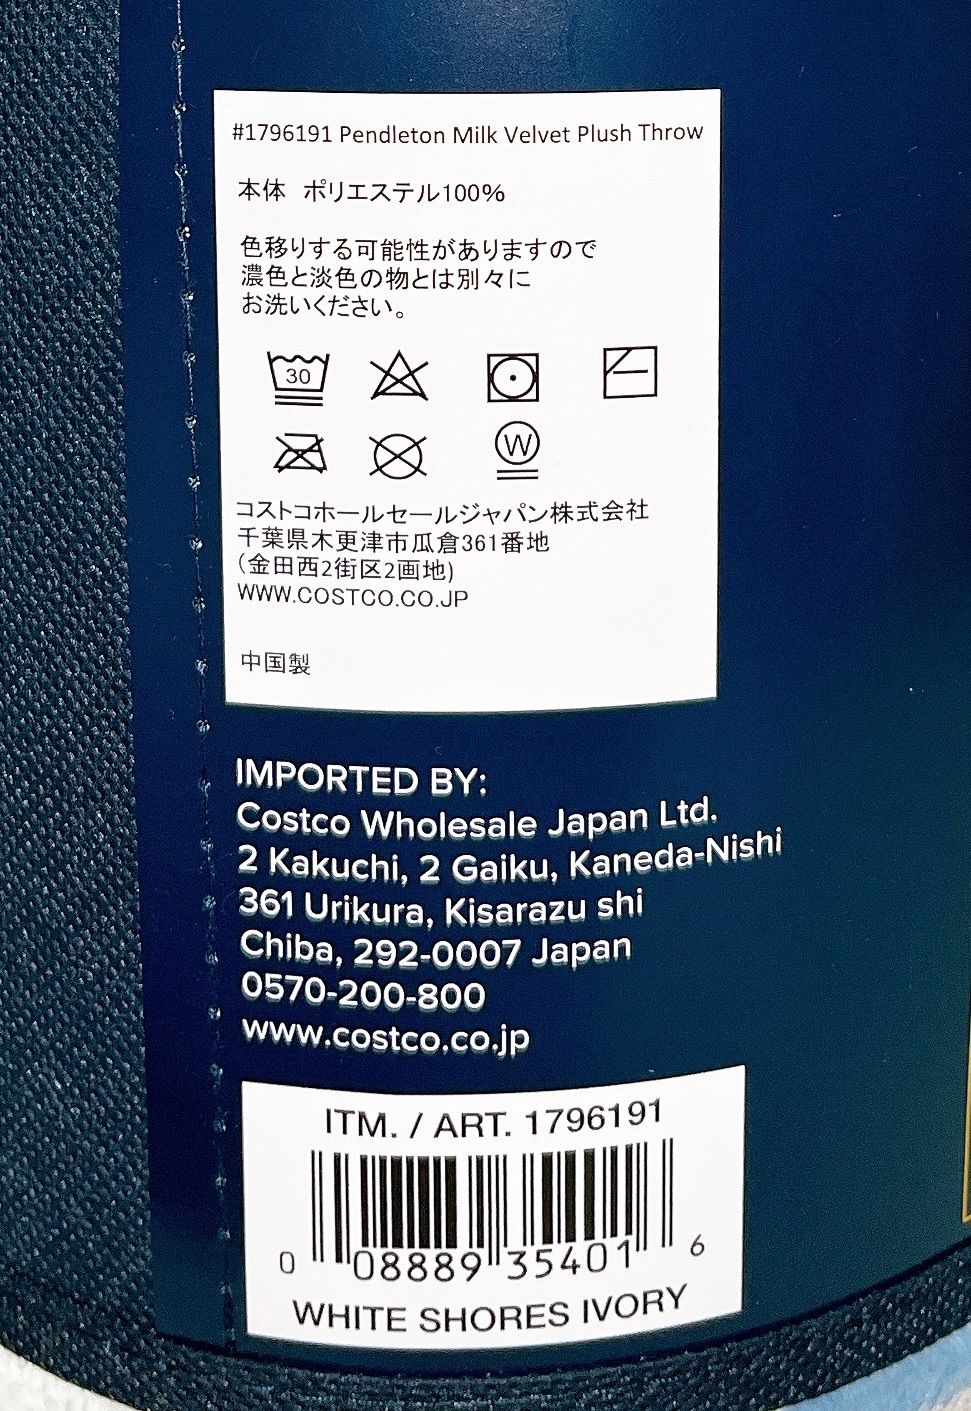 #1796191 Pendleton Milk Velvet Plush Throw
本体 ポリエステル100%
色移りする可能性がありますので
濃色と淡色の物とは別々に
お洗いください。
30
W
コストコホールセールジャパン株式会社
千葉県木更津市瓜倉361番地
(金田西2街区2画地)
WWW.COSTCO.CO.JP
中国製
IMPORTED BY:
Costco Wholesale Japan Ltd.
2 Kakuchi, 2 Gaiku, Kaneda-Nishi
361 Urikura, Kisarazu shi
Chiba, 292-0007 Japan
0570-200-800
www.costco.co.jp
ITM. / ART. 1796191
0 08889 35401 6
WHITE SHORES IVORY